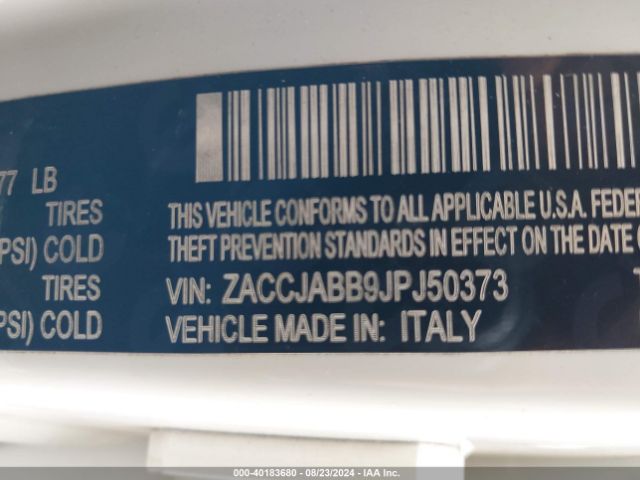 77 LB
TIRES
PSI) COLD
TIRES
PSI) COLD
THIS VEHICLE CONFORMS TO ALL APPLICABLE U.S.A. FEDER
THEFT PREVENTION STANDARDS IN EFFECT ON THE DATE
VIN: ZACCJABB9JPJ50373
VEHICLE MADE IN: ITALY
000-40183680 - 08/23/2024 - IAA Inc.